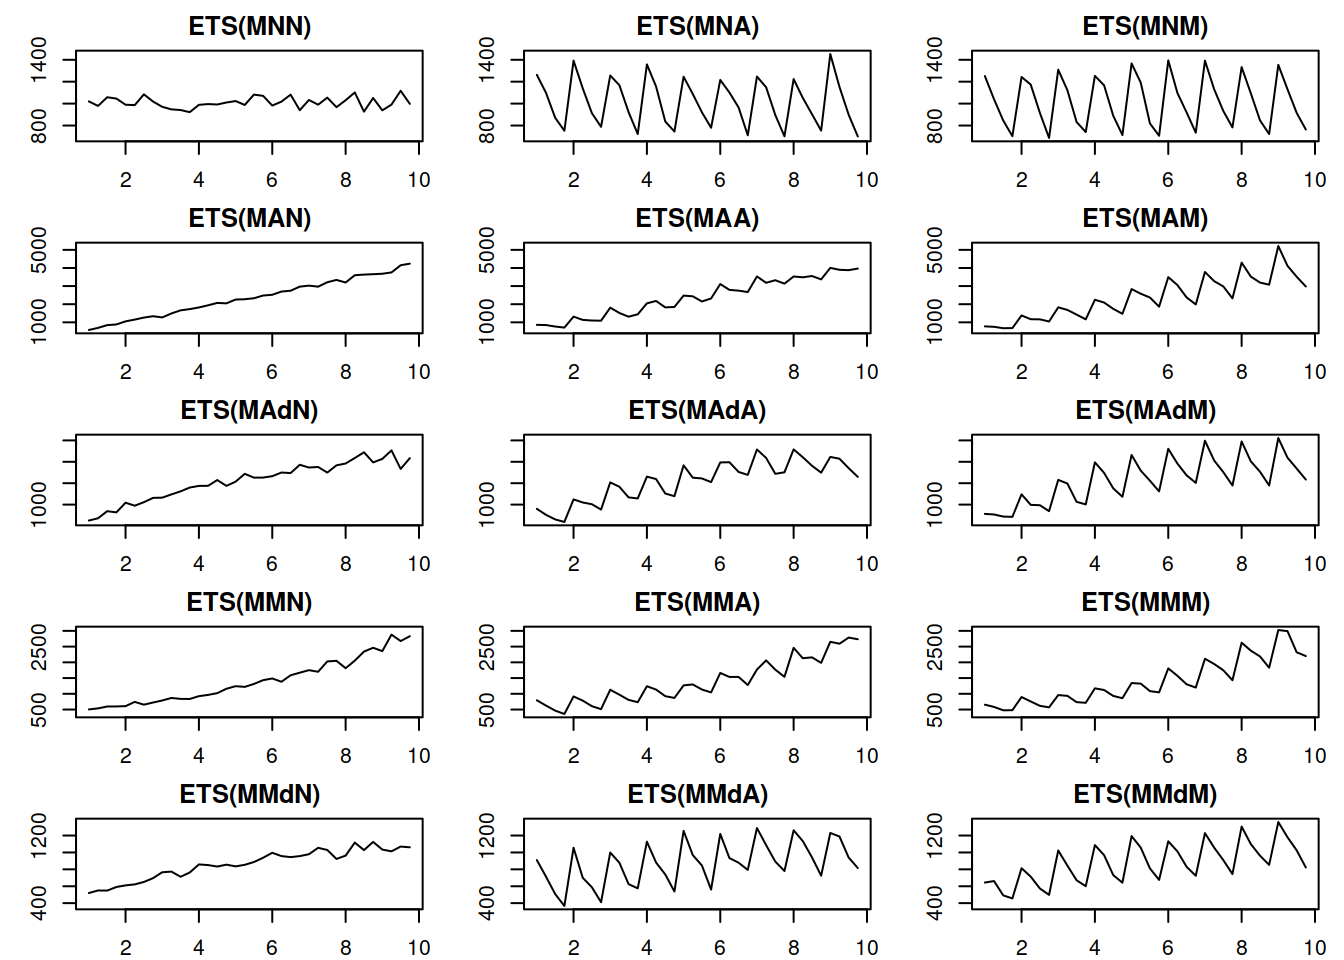 ETS(MNN) ETS(MNA) ETS(MNM)
1400 1400 1400
800 800 800
2 4 6 8 10 2 4 6 8 10 2 4 6 8 10
ETS(MAN) ETS(MAA) ETS(MAM)
5000 5000 5000
1000 1000 1000
2 4 6 8 10 2 4 6 8 10 2 4 6 8 10
ETS(MAdN) ETS(MAdA) ETS(MAdM)
1000 1000 1000
2 4 6 8 10 2 4 6 8 10 2 4 6 8 10
ETS(MMN) ETS(MMA) ETS(MMM)
2500 2500 2500
500 500 500
2 4 6 8 10 2 4 6 8 10 2 4 6 8 10
ETS(MMdN) ETS(MMdA) ETS(MMdM)
1200 1200 1200
400 400 400
2 4 6 8 10 2 4 6 8 10 2 4 6 8 10